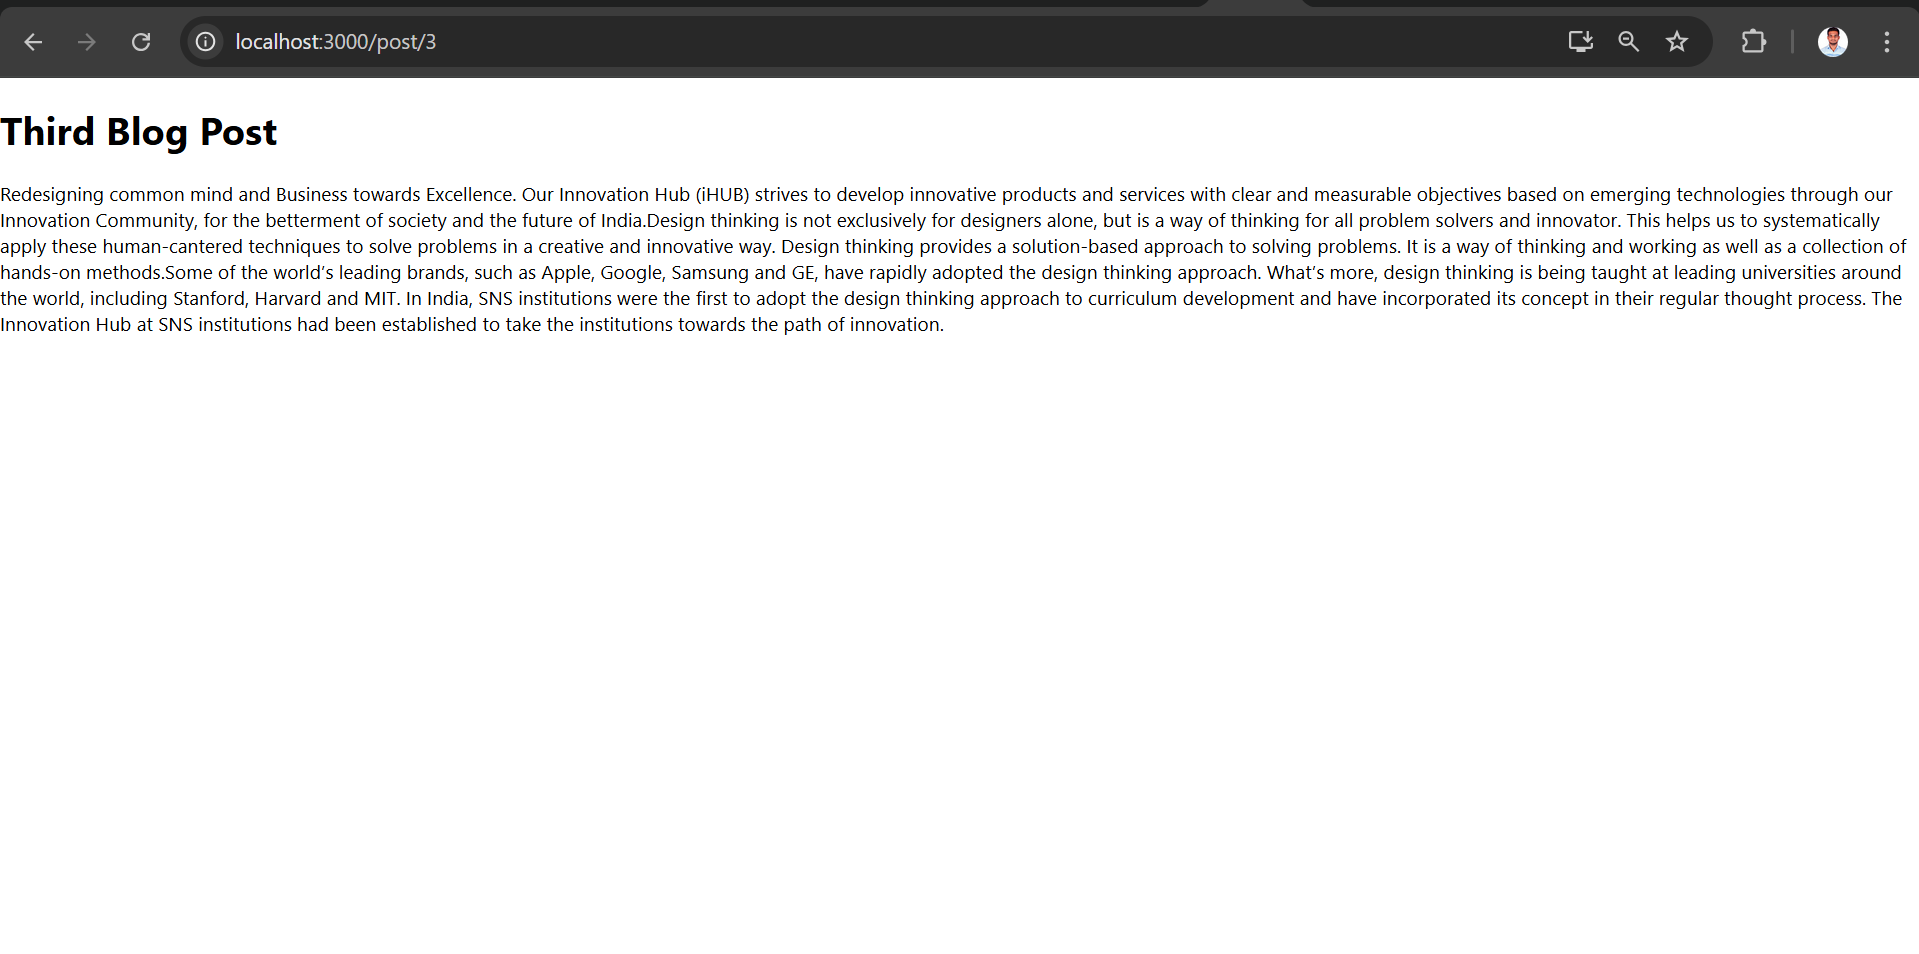 localhost:3000/post/3
Third Blog Post
Redesigning common mind and Business towards Excellence. Our Innovation Hub (iHUB) strives to develop innovative products and services with clear and measurable objectives based on emerging technologies through our
Innovation Community, for the betterment of society and the future of India.Design thinking is not exclusively for designers alone, but is a way of thinking for all problem solvers and innovator. This helps us to systematically
apply these human-cantered techniques to solve problems in a creative and innovative way. Design thinking provides a solution-based approach to solving problems. It is a way of thinking and working as well as a collection of
hands-on methods.Some of the world’s leading brands, such as Apple, Google, Samsung and GE, have rapidly adopted the design thinking approach. What’s more, design thinking is being taught at leading universities around
the world, including Stanford, Harvard and MIT. In India, SNS institutions were the first to adopt the design thinking approach to curriculum development and have incorporated its concept in their regular thought process. The
Innovation Hub at SNS institutions had been established to take the institutions towards the path of innovation.